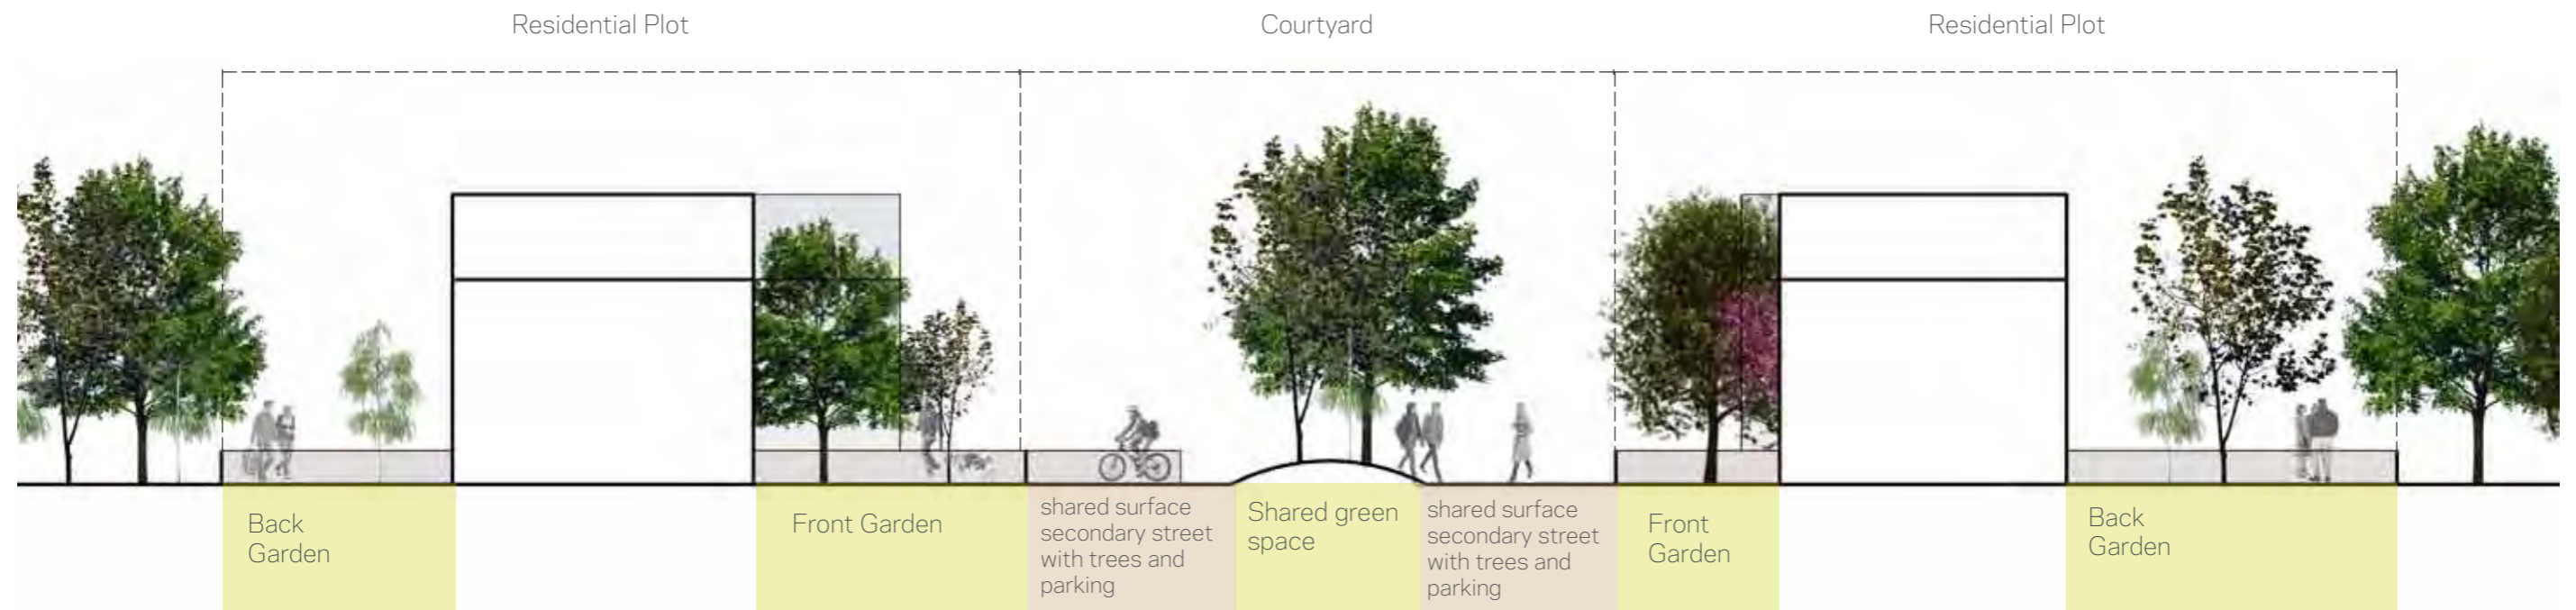 Residential Plot
Courtyard
Residential Plot
Back
Garden
Front Garden
shared surface
secondary street
with trees and
parking
Shared green
space
shared surface
secondary street
with trees and
parking
Front
Garden
Back
Garden